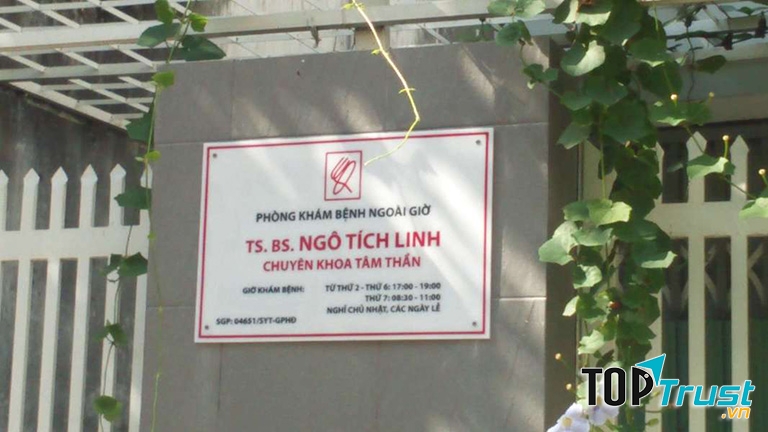 PHÒNG KHÁM BỆNH NGOÀI GIỜ
TS. BS. NGÔ TÍCH LINH
CHUYÊN KHOA TÂM THẦN
GIỜ KHÁM BỆNH: TỪ THỨ 2 - THỨ 6: 17:00 - 19:00
THỨ 7: 08:30 - 11:00
NGHỈ CHỦ NHẬT, CÁC NGÀY LỄ
SGP: 04651/SYT-GPHĐ
TOPTrust
.vn